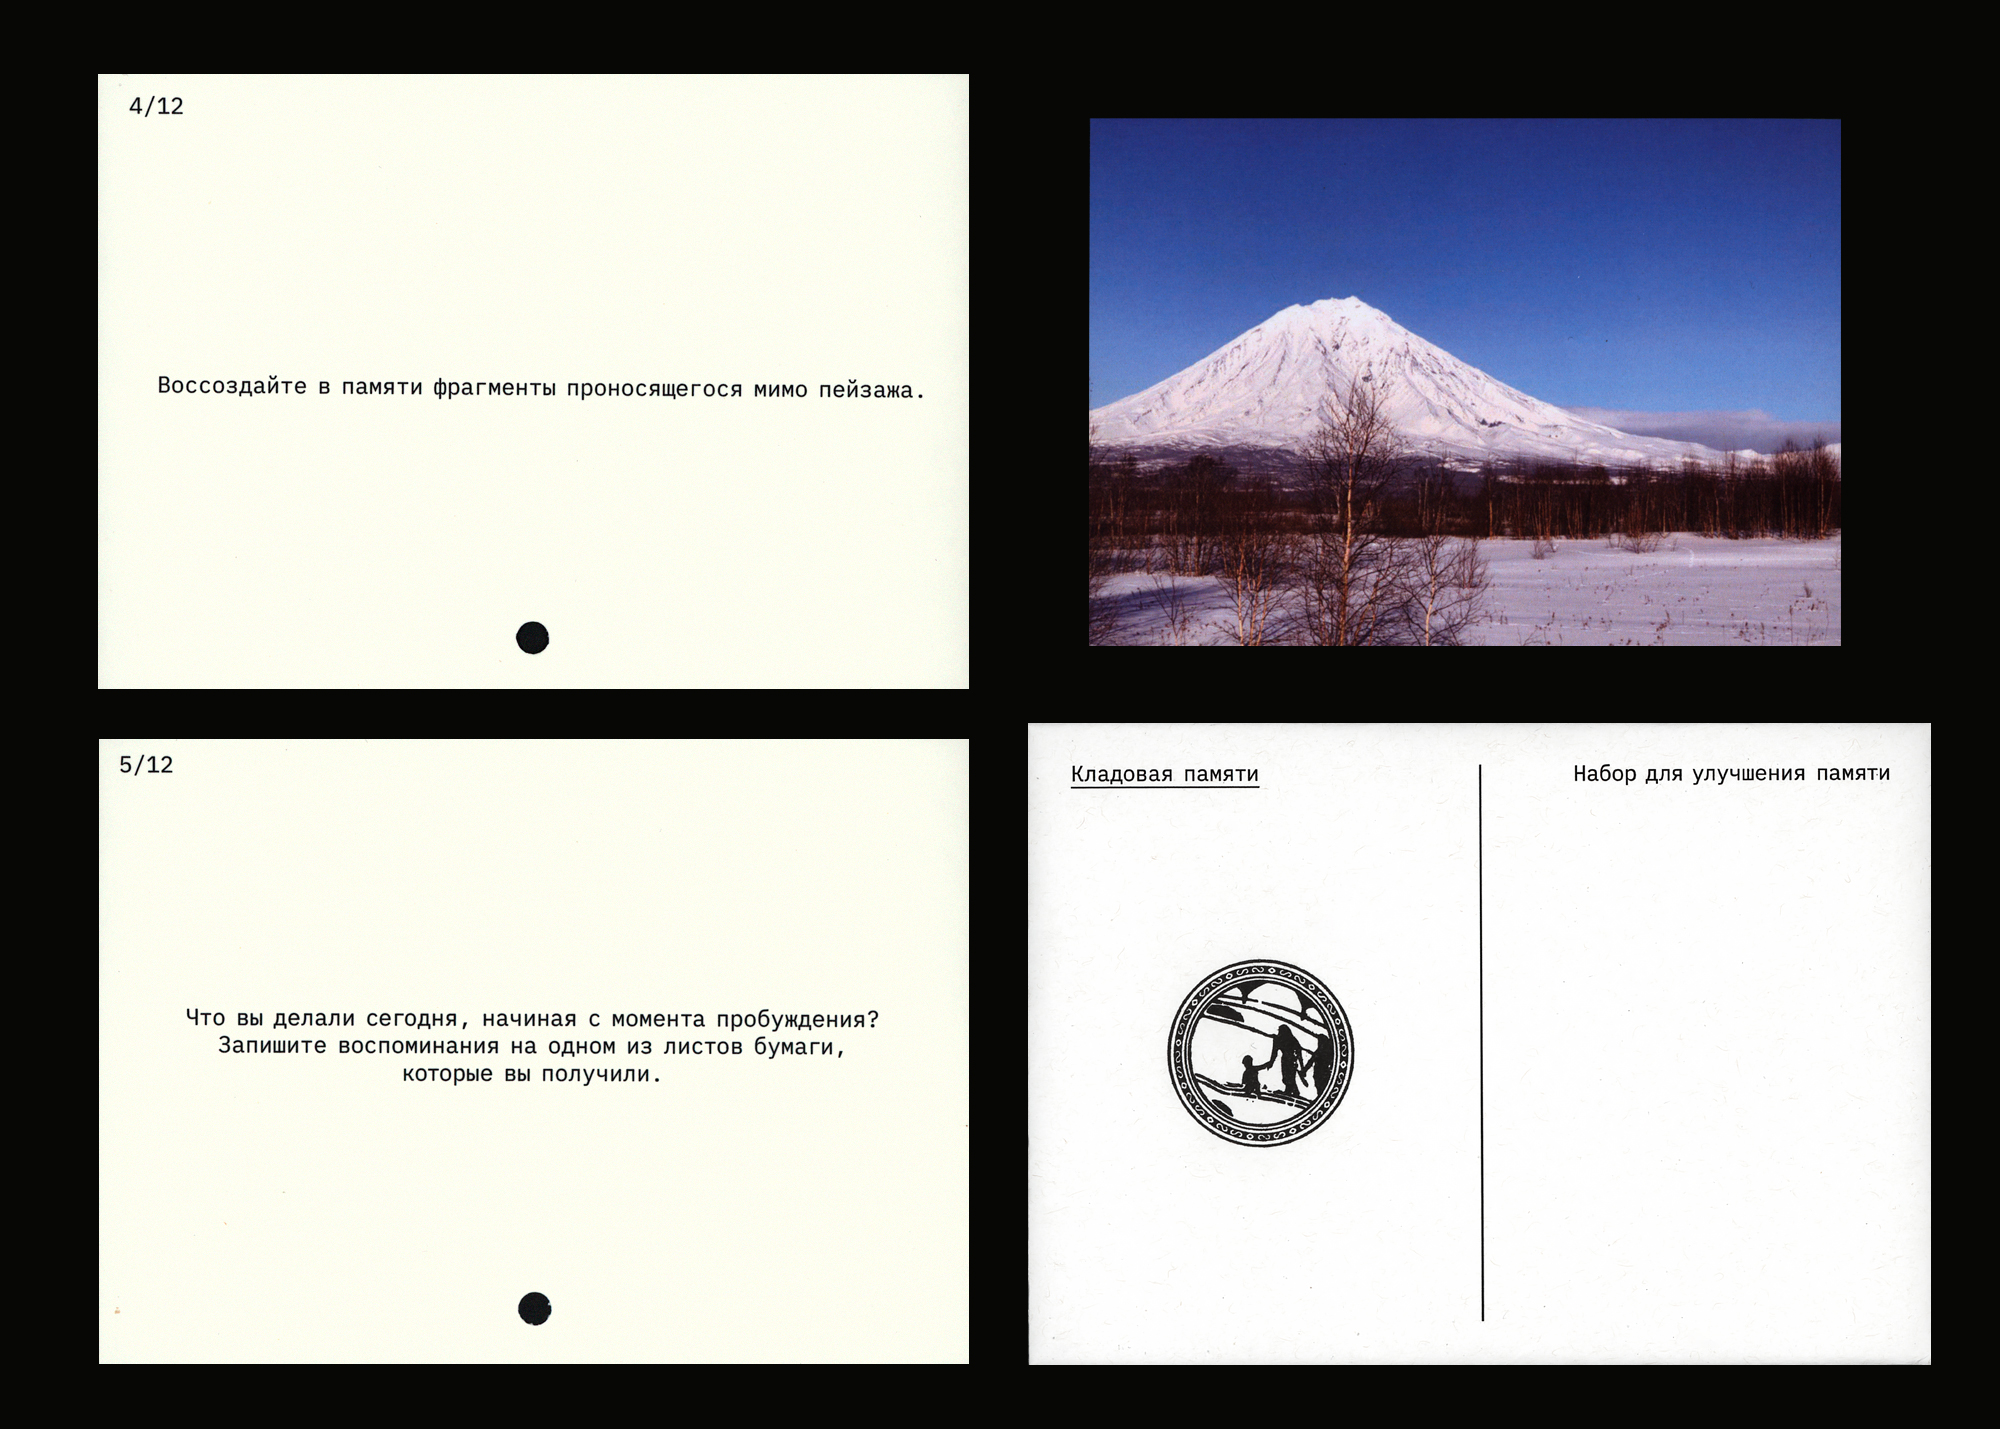 4/12
Воссоздайте в памяти фрагменты проносящегося мимо пейзажа.
5/12
Что вы делали сегодня, начиная с момента пробуждения?
Запишите воспоминания на одном из листов бумаги,
которые вы получили.
Кладовая памяти
Набор для улучшения памяти